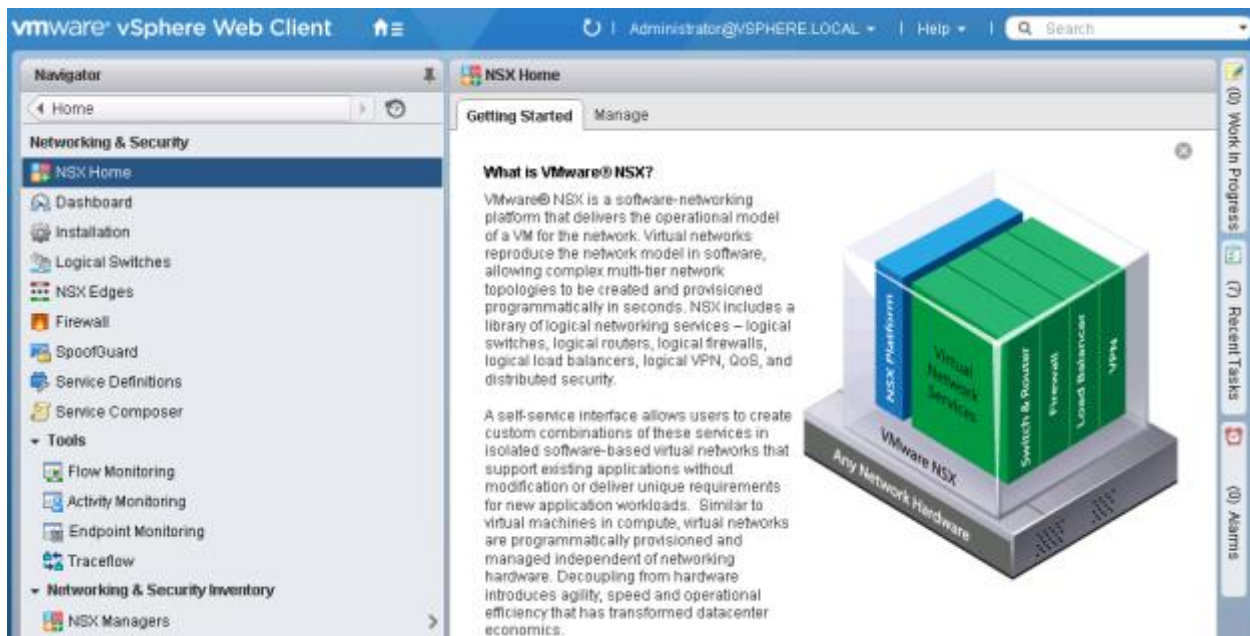 vmware® vSphere Web Client
Administrator@VSPHERE.LOCAL
Help
Search
Navigator
Home
Networking & Security
NSX Home
Dashboard
Installation
Logical Switches
NSX Edges
Firewall
SpoofGuard
Service Definitions
Service Composer
Tools
Flow Monitoring
Activity Monitoring
Endpoint Monitoring
Traceflow
Networking & Security Inventory
NSX Managers
NSX Home
Getting Started
Manage
What is VMware® NSX?
VMware® NSX is a software-networking
platform that delivers the operational model
of a VM for the network. Virtual networks
reproduce the network model in software,
allowing complex multi-tier network
topologies to be created and provisioned
programmatically in seconds. NSX includes a
library of logical networking services – logical
switches, logical routers, logical firewalls,
logical load balancers, logical VPN, QoS, and
distributed security.
A self-service interface allows users to create
custom combinations of these services in
isolated software-based virtual networks that
support existing applications without
modification or deliver unique requirements
for new application workloads. Similar to
virtual machines in compute, virtual networks
are programmatically provisioned and
managed independent of networking
hardware. Decoupling from hardware
introduces agility, speed and operational
efficiency that has transformed datacenter
economics.
NSX Platform
Virtual
Network
Services
Switch & Router
Firewall
Load Balancer
VPN
VMware NSX
Any Network Hardware
(0) Work In Progress
(7) Recent Tasks
(0) Alarms